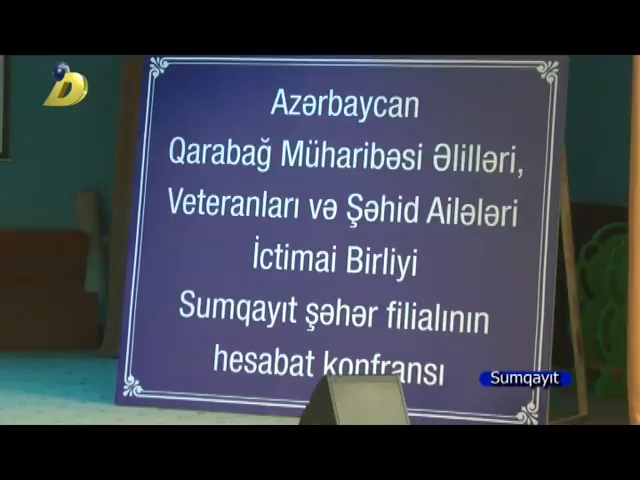 D
Azərbaycan
Qarabağ Müharibəsi Əlilləri,
Veteranları və Şəhid Ailələri
İctimai Birliyi
Sumqayıt şəhər filialının
hesabat konfransı
Sumqayıt